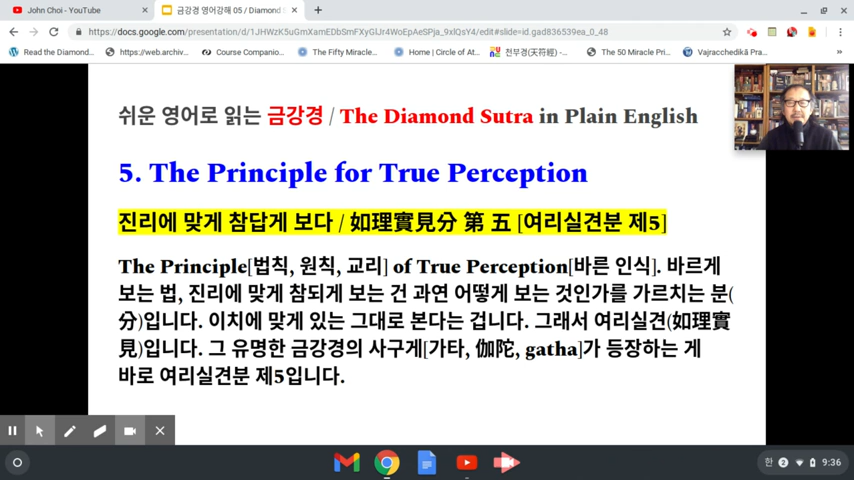 John Choi - YouTube
금강경 영어강해 05 / Diamond S
https://docs.google.com/presentation/d/1JHWzK5uGmXamEDbSmFXyGlJr4WoEpAeSPja_9xlQsY4/edit#slide=id.gad836539ea_0_48
Read the Diamond... https://web.archiv... Course Companio... The Fifty Miracle... Home | Circle of At... 천부경(天符經) -... The 50 Miracle Pri... Vajracchedikā Pra... »
쉬운 영어로 읽는 금강경 / The Diamond Sutra in Plain English
5. The Principle for True Perception
진리에 맞게 참답게 보다 / 如理實見分 第 五 [여리실견분 제5]
The Principle[법칙, 원칙, 교리] of True Perception[바른 인식]. 바르게
보는 법, 진리에 맞게 참되게 보는 건 과연 어떻게 보는 것인가를 가르치는 분(
分)입니다. 이치에 맞게 있는 그대로 본다는 겁니다. 그래서 여리실견(如理實
見)입니다. 그 유명한 금강경의 사구게[가타, 伽陀, gatha]가 등장하는 게
바로 여리실견분 제5입니다.
한 2 9:36